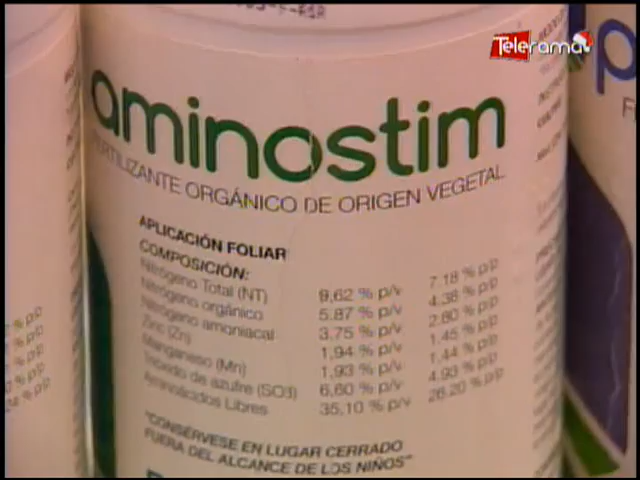 Telerama
aminostim
FERTILIZANTE ORGÁNICO DE ORIGEN VEGETAL
APLICACIÓN FOLIAR
COMPOSICIÓN:
Nitrógeno Total (NT) 9,62 % p/v 7.18 % p/p
Nitrógeno orgánico 5.87 % p/v 4.38 % p/p
Nitrógeno amoniacal 3,75 % p/v 2.80 % p/p
Zinc (Zn) 1,94 % p/v 1.45 % p/p
Manganeso (Mn) 1,93 % p/v 1.44 % p/p
Trióxido de azufre (SO3) 6,60 % p/v 4.93 % p/p
Aminoácidos Libres 35,10 % p/v 26.20 % p/p
"CONSÉRVESE EN LUGAR CERRADO
FUERA DEL ALCANCE DE LOS NIÑOS"